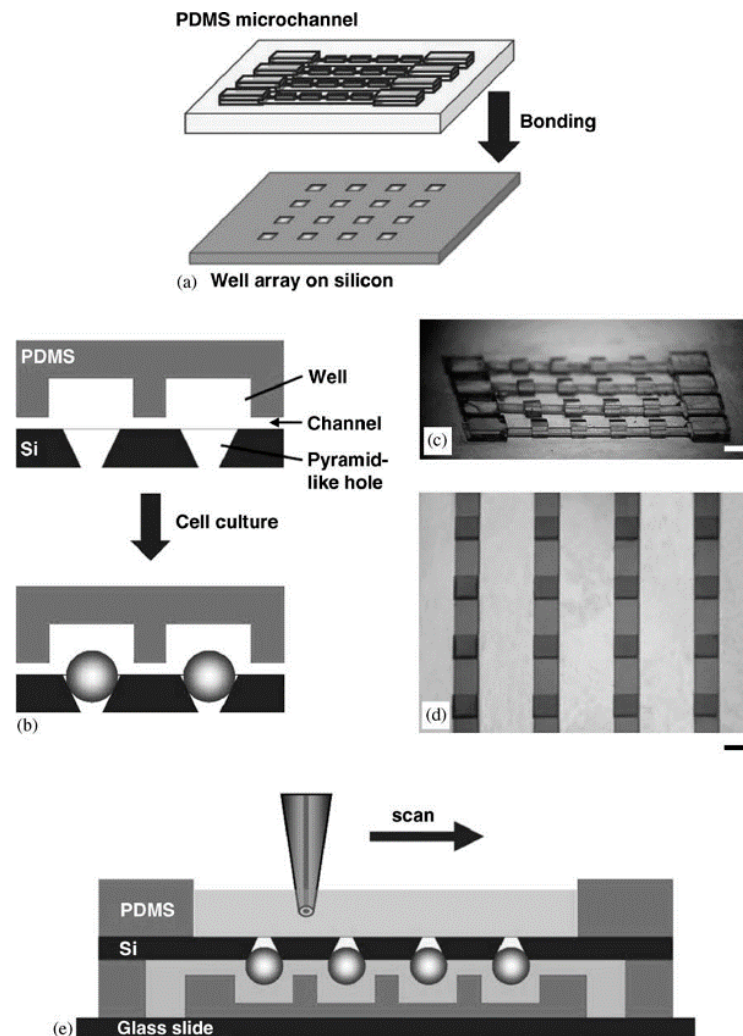 PDMS microchannel
Bonding
(a) Well array on silicon
PDMS
Well
Channel
Si
Pyramid-
like hole
Cell culture
(b)
(c)
(d)
scan
PDMS
Si
(e) Glass slide